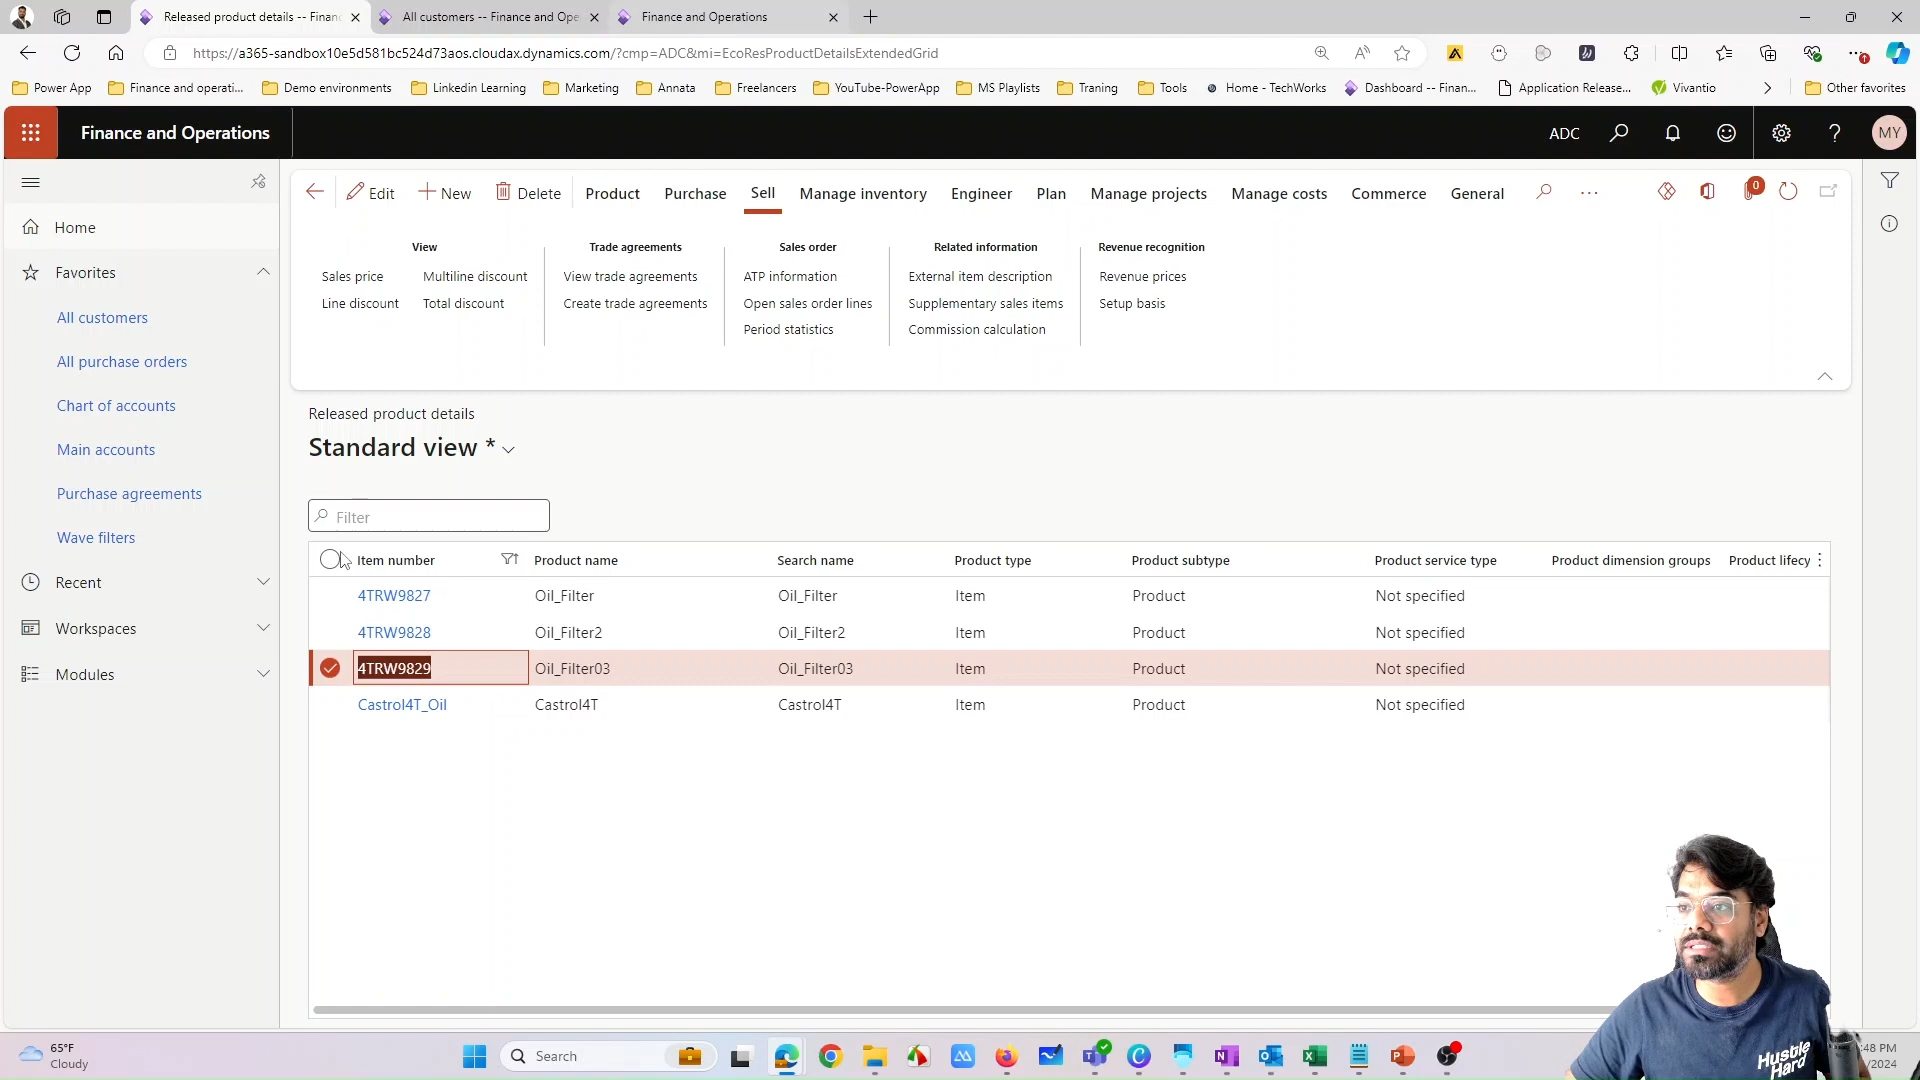 Released product details -- Financ
All customers -- Finance and Ope
Finance and Operations
https://a365-sandbox10e5d581bc524d73aos.cloudax.dynamics.com/?cmp=ADC&mi=EcoResProductDetailsExtendedGrid
Power App
Finance and operati...
Demo environments
Linkedin Learning
Marketing
Annata
Freelancers
YouTube-PowerApp
MS Playlists
Traning
Tools
Home - TechWorks
Dashboard -- Finan...
Application Release...
Vivantio
Other favorites
Finance and Operations
ADC
MY
Edit
New
Delete
Product
Purchase
Sell
Manage inventory
Engineer
Plan
Manage projects
Manage costs
Commerce
General
0
View
Trade agreements
Sales order
Related information
Revenue recognition
Sales price
Multiline discount
View trade agreements
ATP information
External item description
Revenue prices
Line discount
Total discount
Create trade agreements
Open sales order lines
Supplementary sales items
Setup basis
Period statistics
Commission calculation
Home
Favorites
All customers
All purchase orders
Chart of accounts
Main accounts
Purchase agreements
Wave filters
Recent
Workspaces
Modules
Released product details
Standard view *
Filter
Item number Product name Search name Product type Product subtype Product service type Product dimension groups Product lifecy
4TRW9827 Oil_Filter Oil_Filter Item Product Not specified
4TRW9828 Oil_Filter2 Oil_Filter2 Item Product Not specified
4TRW9829 Oil_Filter03 Oil_Filter03 Item Product Not specified
Castrol4T_Oil Castrol4T Castrol4T Item Product Not specified
Hustle
Hard
65°F
Cloudy
Search
:48 PM
/2024